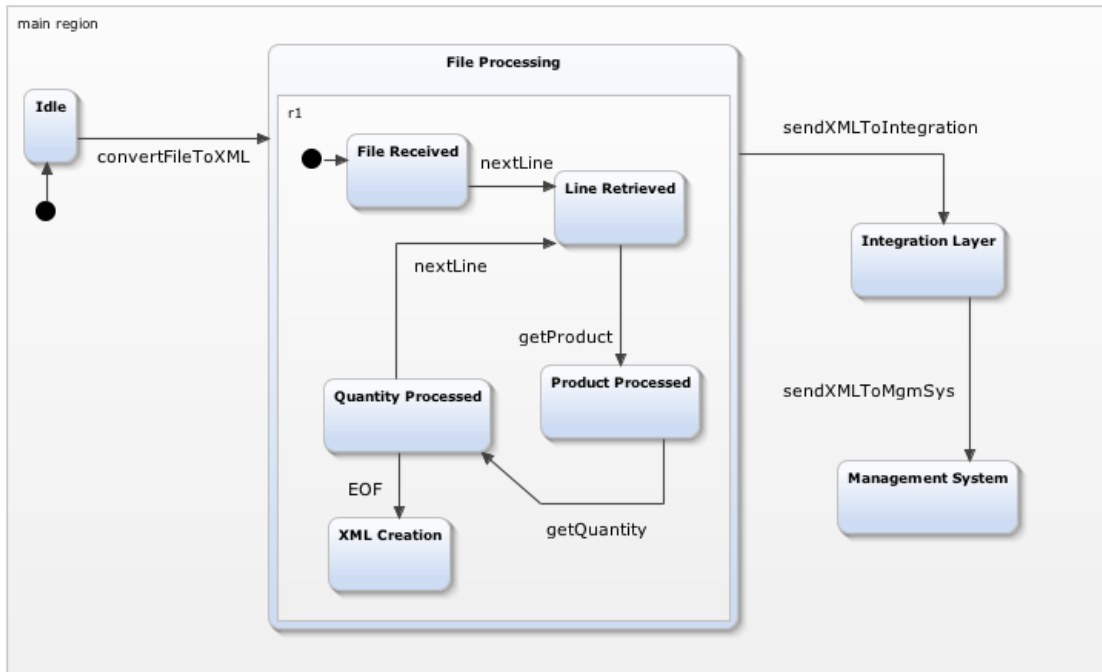 main region
File Processing
Idle
r1
convertFileToXML
File Received
nextLine
Line Retrieved
sendXMLToIntegration
Integration Layer
nextLine
getProduct
Quantity Processed
Product Processed
sendXMLToMgmSys
EOF
getQuantity
XML Creation
Management System